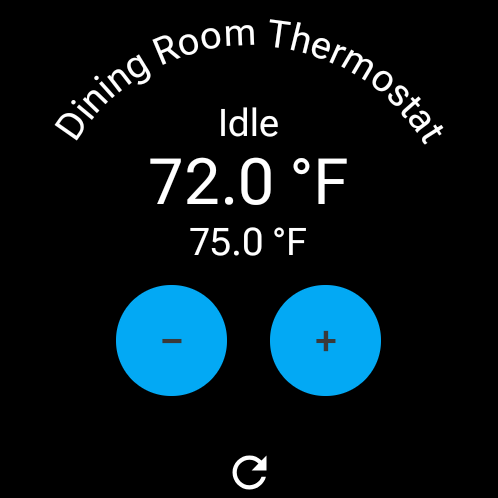 Dining Room Thermostat
Idle
72.0 °F
75.0 °F
− +